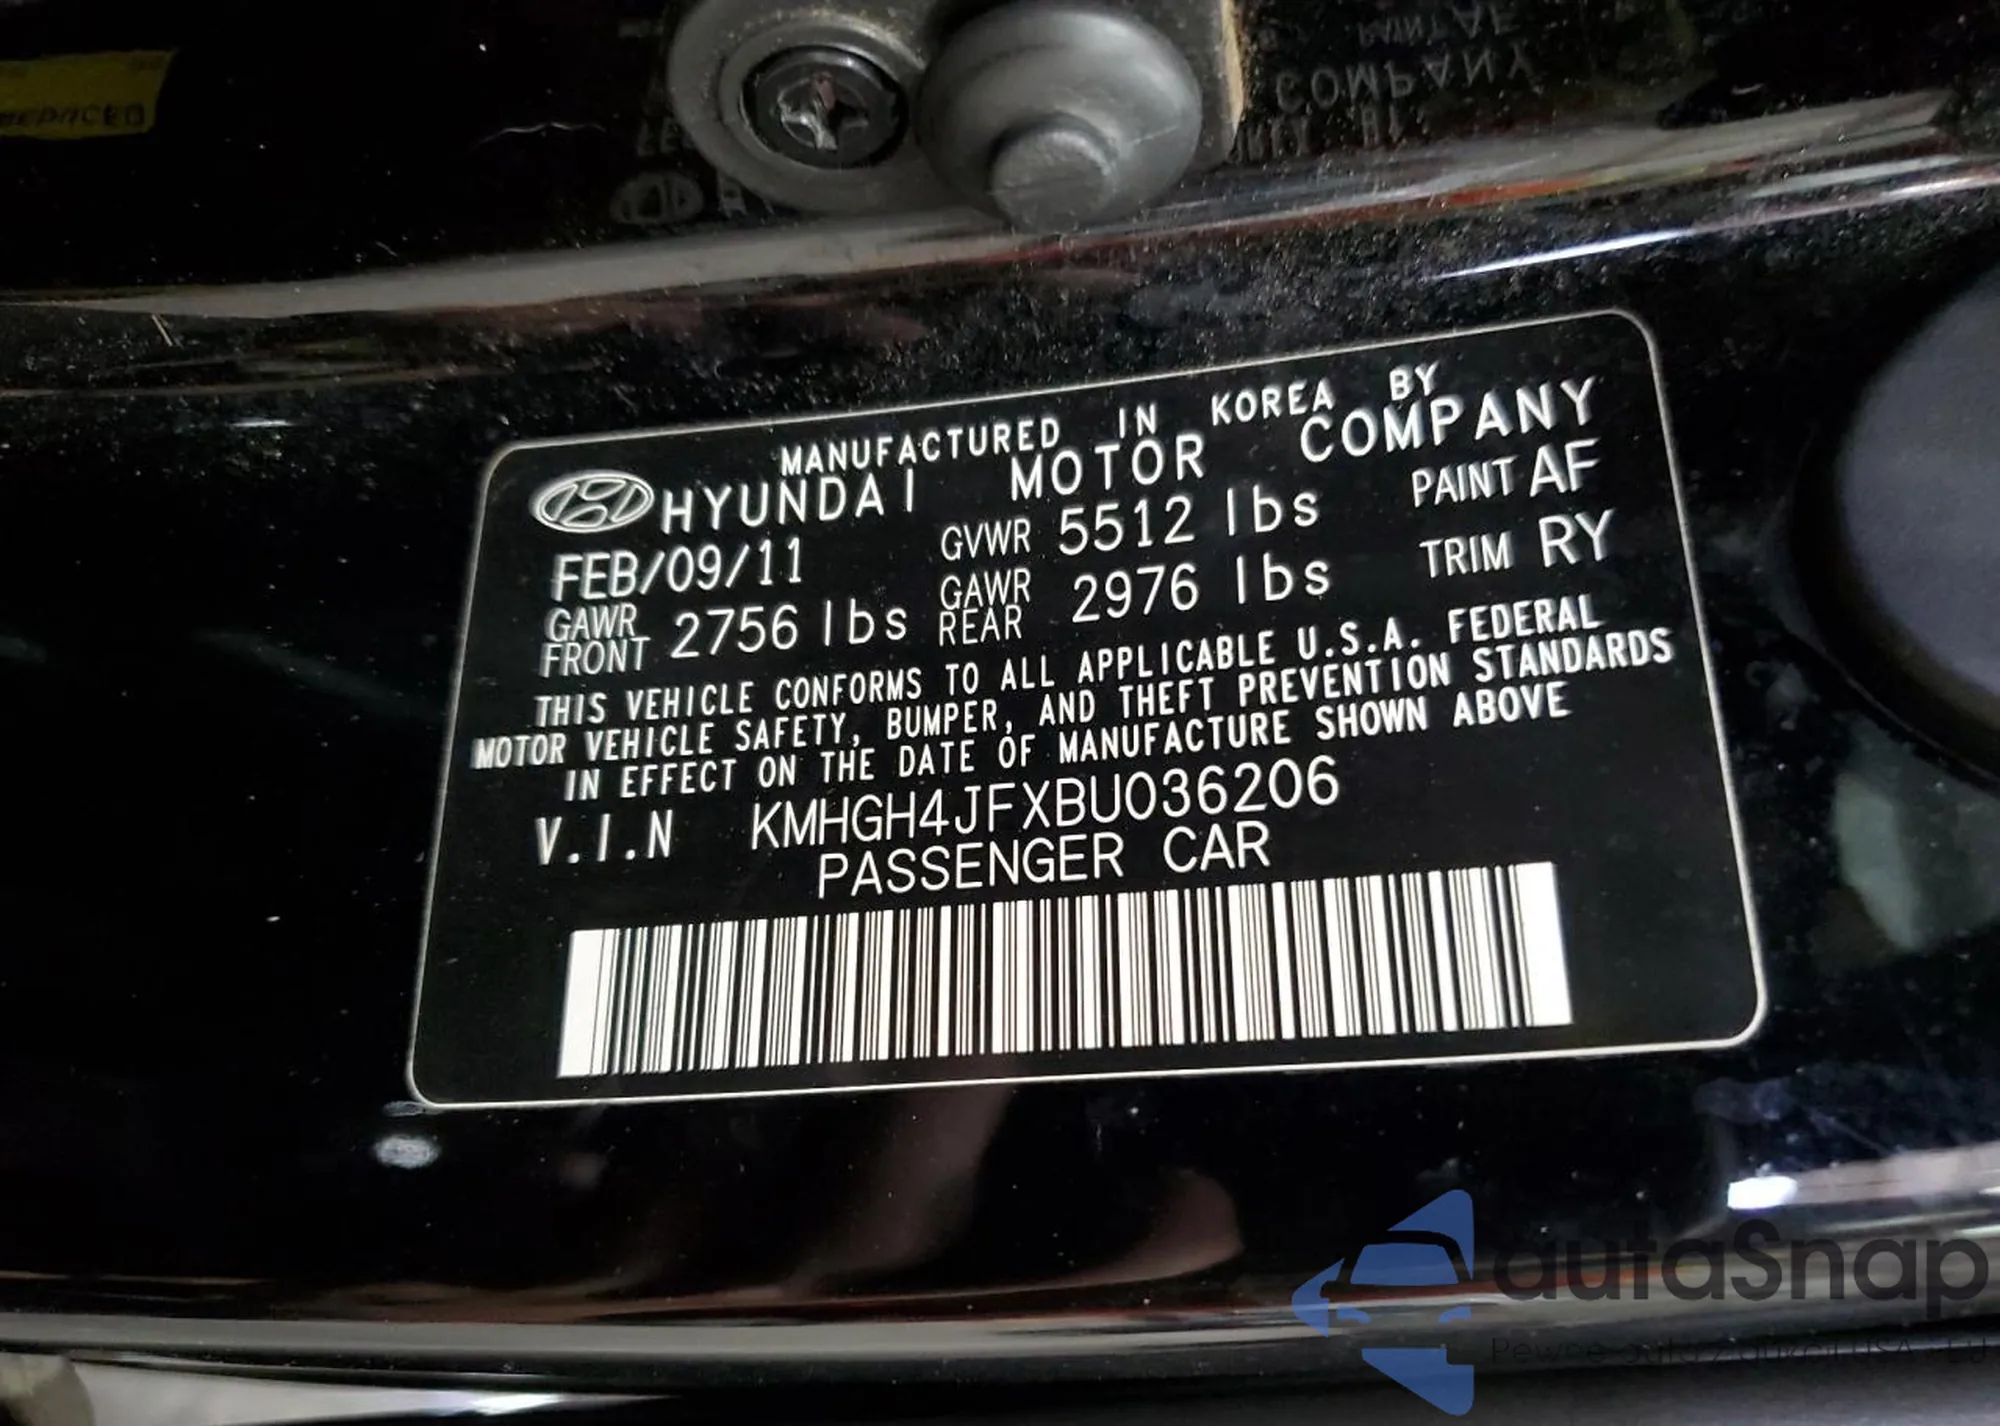 MANUFACTURED IN KOREA BY
HYUNDAI MOTOR COMPANY
FEB/09/11 GVWR 5512 lbs PAINT AF
GAWR FRONT 2756 lbs GAWR REAR 2976 lbs TRIM RY
THIS VEHICLE CONFORMS TO ALL APPLICABLE U.S.A. FEDERAL
MOTOR VEHICLE SAFETY, BUMPER, AND THEFT PREVENTION STANDARDS
IN EFFECT ON THE DATE OF MANUFACTURE SHOWN ABOVE
V.I.N KMHGH4JFXBU036206
PASSENGER CAR
autaSnap